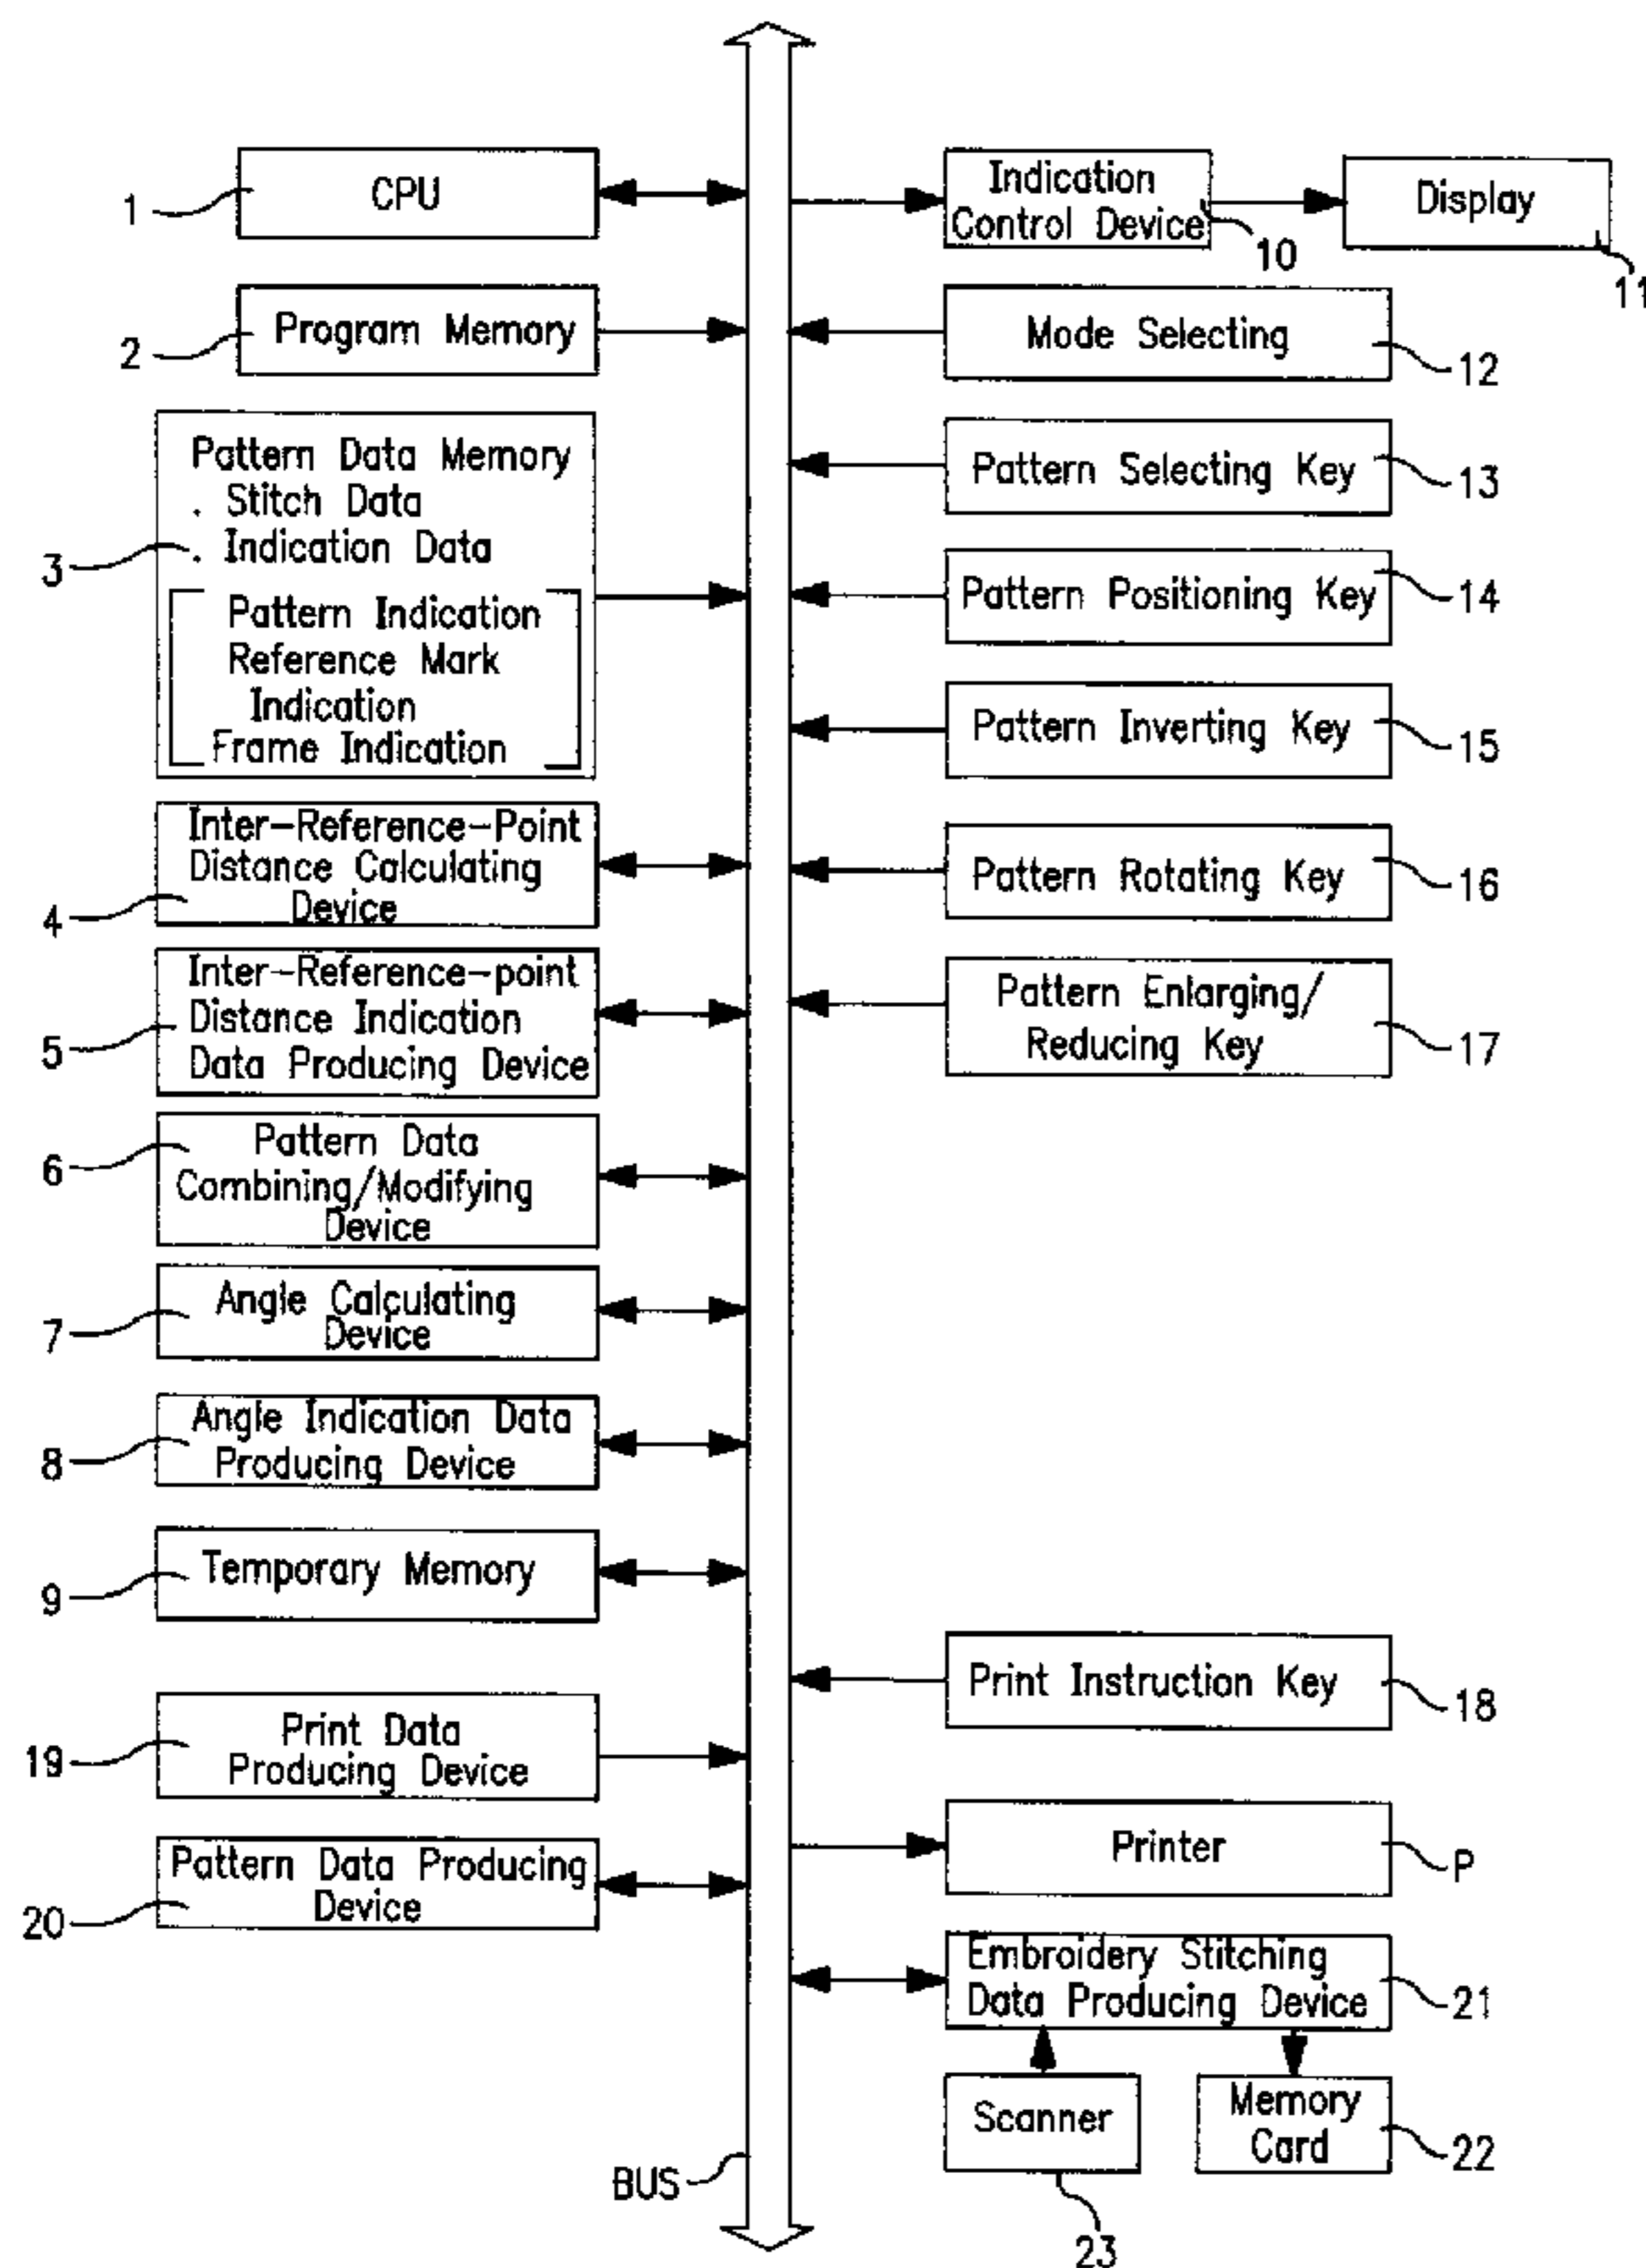 CPU
1
Program Memory
2
Pattern Data Memory
. Stitch Data
. Indication Data
3
Pattern Indication
Reference Mark
Indication
Frame Indication
Inter-Reference-Point
Distance Calculating
Device
4
Inter-Reference-point
Distance Indication
Data Producing Device
5
Pattern Data
Combining/Modifying
Device
6
Angle Calculating
Device
7
Angle Indication Data
Producing Device
8
Temporary Memory
9
Print Data
Producing Device
19
Pattern Data Producing
Device
20
BUS
Indication
Control Device
10
Display
11
Mode Selecting
12
Pattern Selecting Key
13
Pattern Positioning Key
14
Pattern Inverting Key
15
Pattern Rotating Key
16
Pattern Enlarging/
Reducing Key
17
Print Instruction Key
18
Printer
P
Embroidery Stitching
Data Producing Device
21
Scanner
23
Memory
Card
22